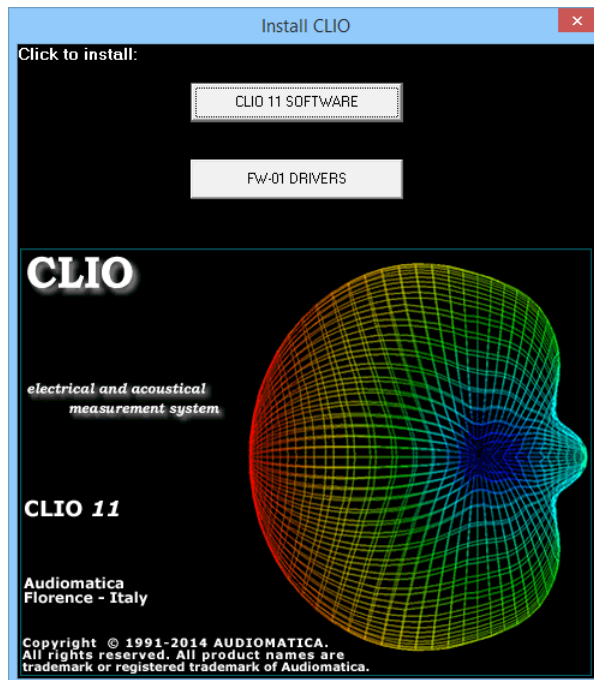 Install CLIO
Click to install:
CLIO 11 SOFTWARE
FW-01 DRIVERS
CLIO
electrical and acoustical
measurement system
CLIO 11
Audiomatica
Florence - Italy
Copyright © 1991-2014 AUDIOMATICA.
All rights reserved. All product names are
trademark or registered trademark of Audiomatica.